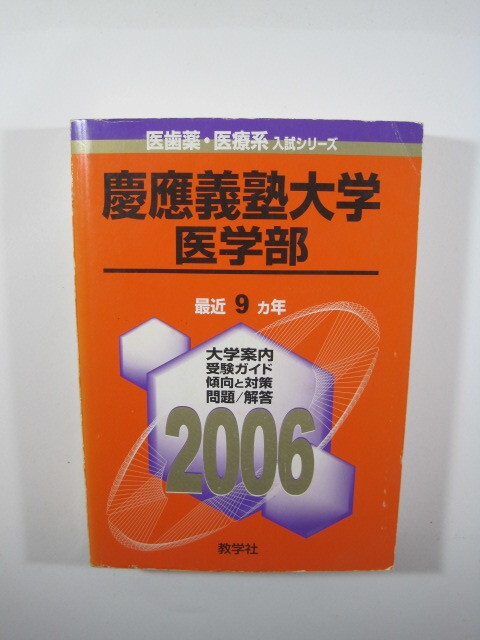 医歯薬・医療系 入試シリーズ
慶應義塾大学
医学部
最近 9 カ年
大学案内
受験ガイド
傾向と対策
問題/解答
2006
教学社